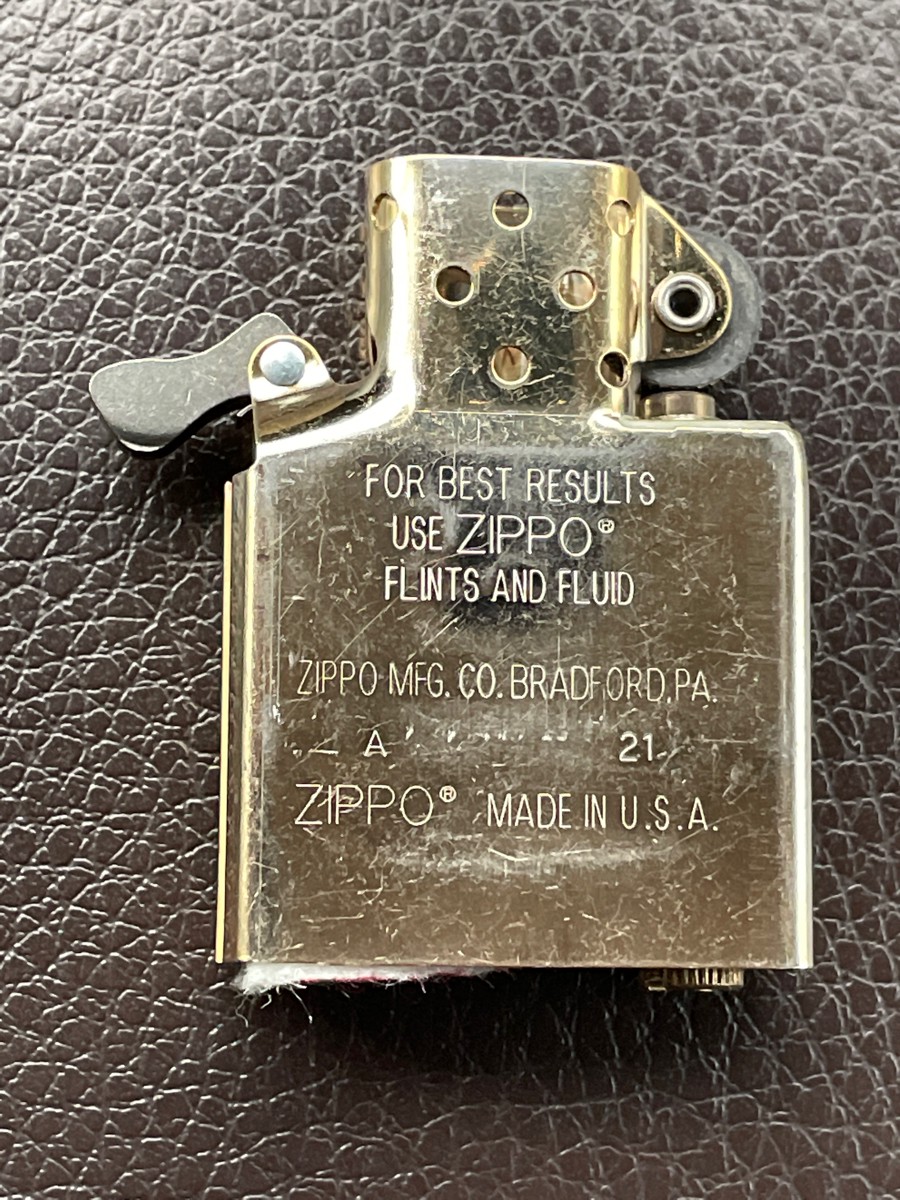 FOR BEST RESULTS
USE ZIPPO®
FLINTS AND FLUID
ZIPPO MFG. CO. BRADFORD, PA.
A 21
ZIPPO® MADE IN U.S.A.